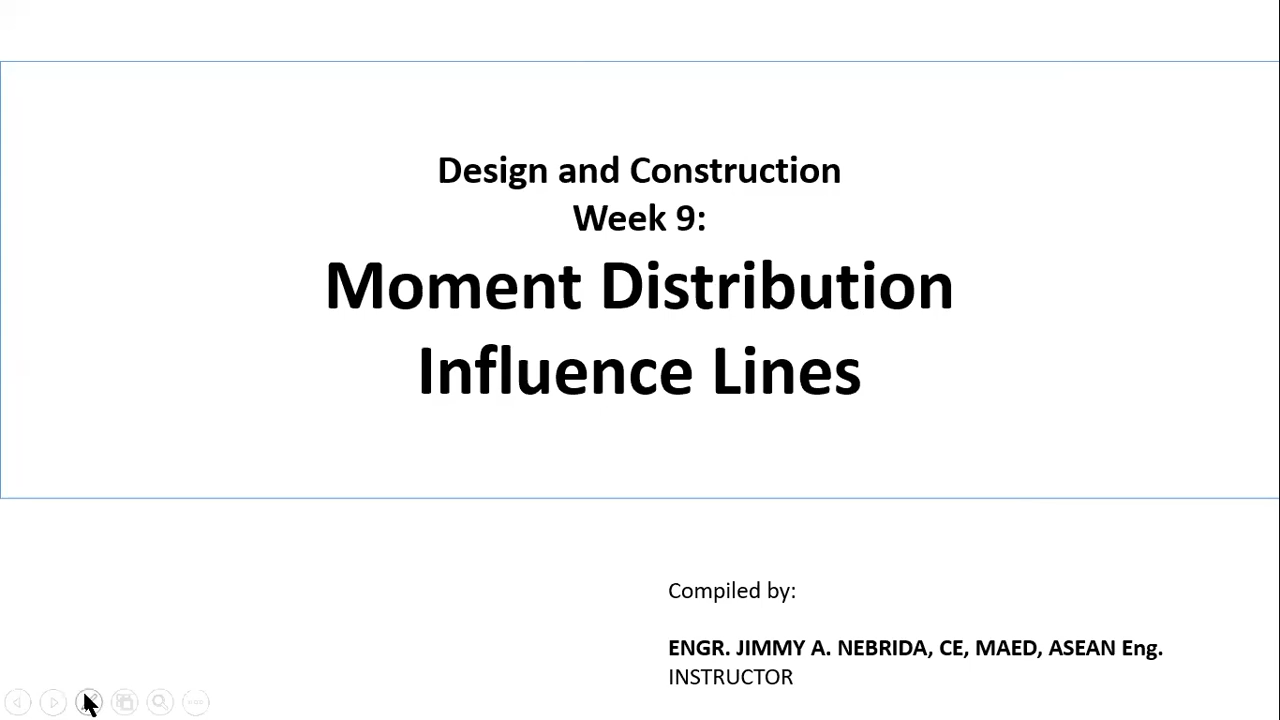 Design and Construction
Week 9:
Moment Distribution
Influence Lines
Compiled by:
ENGR. JIMMY A. NEBRIDA, CE, MAED, ASEAN Eng.
INSTRUCTOR